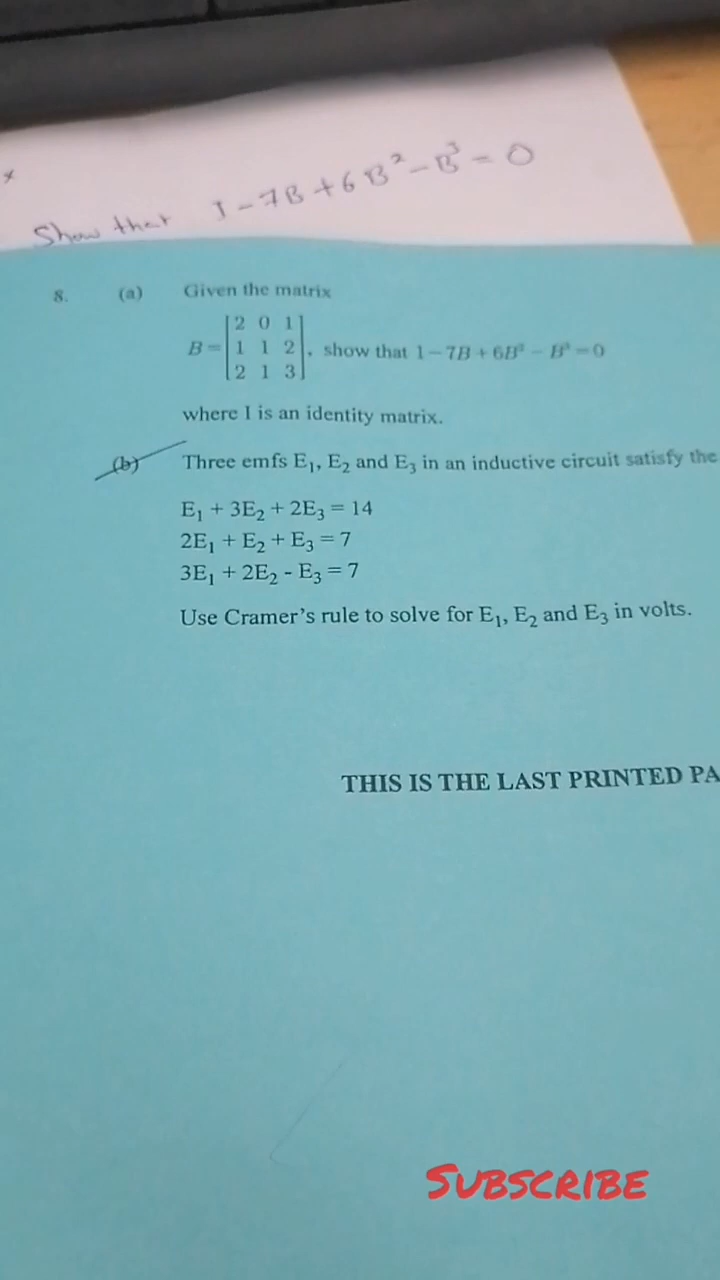 Show that I - 7B + 6B² - B³ = 0
8. (a) Given the matrix
B = [2 0 1
1 1 2
2 1 3], show that 1 - 7B + 6B² - B³ = 0
where I is an identity matrix.
(b) Three emfs E₁, E₂ and E₃ in an inductive circuit satisfy the
E₁ + 3E₂ + 2E₃ = 14
2E₁ + E₂ + E₃ = 7
3E₁ + 2E₂ - E₃ = 7
Use Cramer's rule to solve for E₁, E₂ and E₃ in volts.
THIS IS THE LAST PRINTED PA
SUBSCRIBE